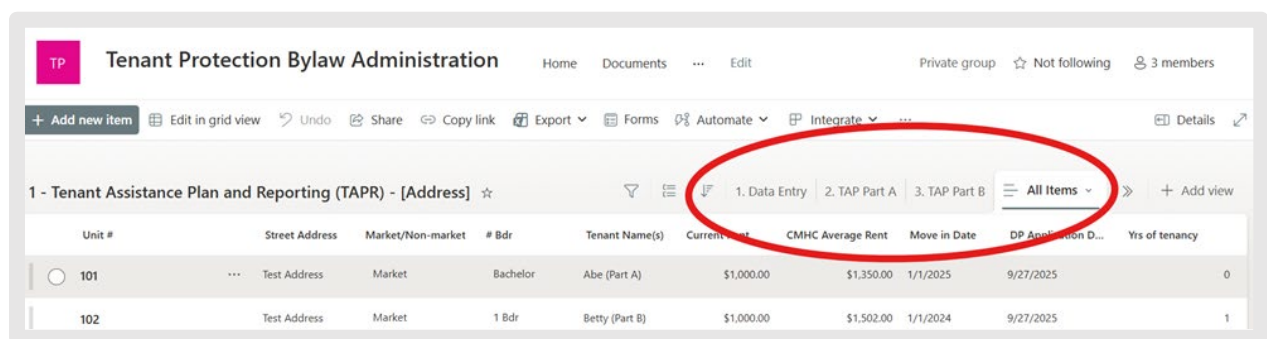 TP Tenant Protection Bylaw Administration Home Documents ... Edit Private group Not following 3 members
+ Add new item Edit in grid view Undo Share Copy link Export Forms Automate Integrate ... Details
1 - Tenant Assistance Plan and Reporting (TAPR) - [Address] 1. Data Entry 2. TAP Part A 3. TAP Part B All Items + Add view
Unit # Street Address Market/Non-market # Bdr Tenant Name(s) Current Rent CMHC Average Rent Move in Date DP Application D... Yrs of tenancy
101 ... Test Address Market Bachelor Abe (Part A) $1,000.00 $1,350.00 1/1/2025 9/27/2025 0
102 Test Address Market 1 Bdr Betty (Part B) $1,000.00 $1,502.00 1/1/2024 9/27/2025 1